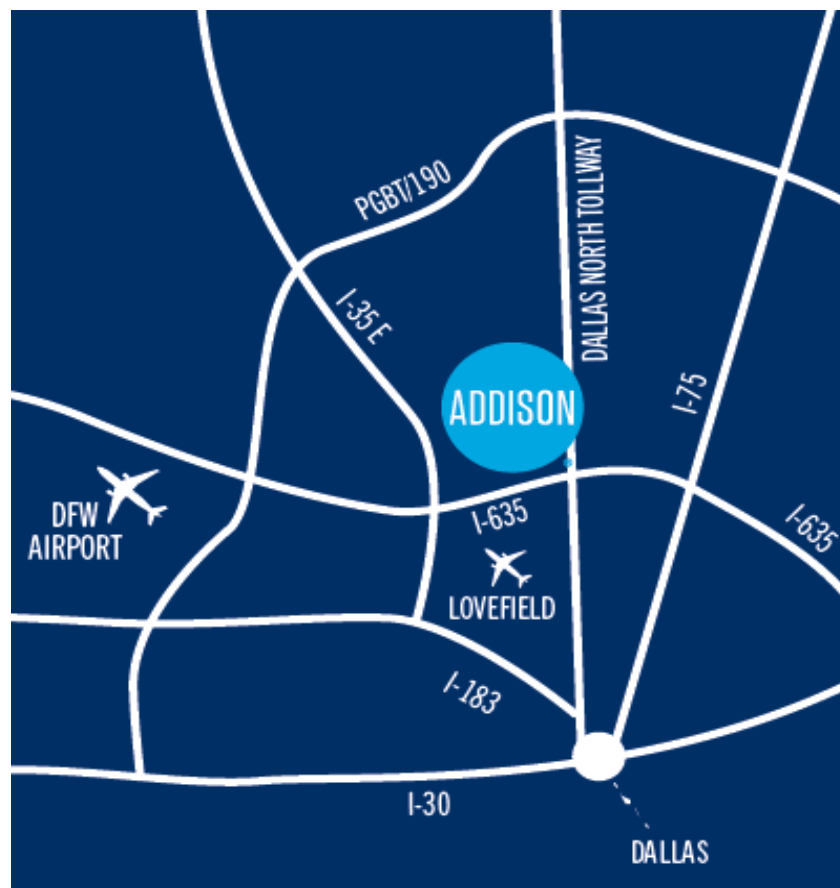 PGBT/190
DALLAS NORTH TOLLWAY
I-35 E
ADDISON
I-75
DFW
AIRPORT
I-635
I-635
LOVEFIELD
I-183
I-30
DALLAS